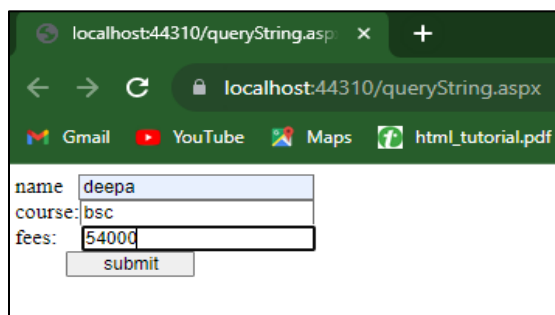 localhost:44310/queryString.asp
localhost:44310/queryString.aspx
Gmail YouTube Maps html_tutorial.pdf
name deepa
course: bsc
fees: 54000
submit